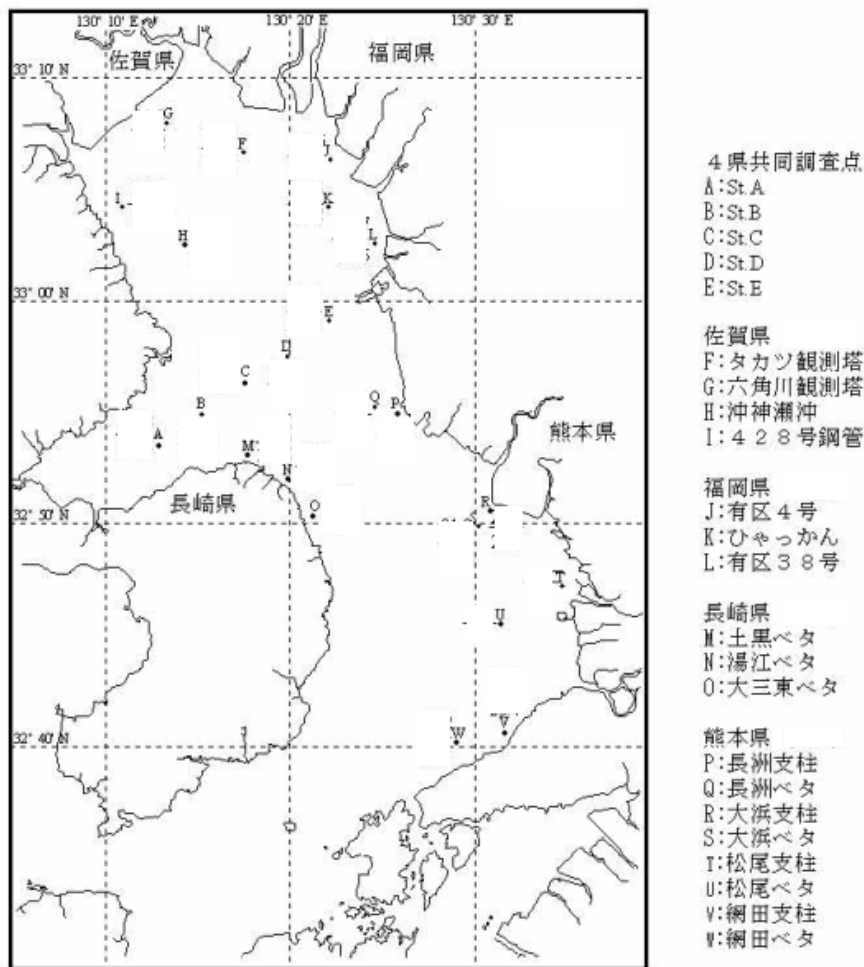 130° 10′ E 130° 20′ E 130° 30′ E
佐賀県
福岡県
33° 10′ N
G
F
J
I
K
H
L
33° 00′ N
E
D
C
B
Q
P
A
M
熊本県
N
長崎県
O
R
32° 50′ N
T
U
V
W
32° 40′ N
4県共同調査点
A:St.A
B:St.B
C:St.C
D:St.D
E:St.E
佐賀県
F:タカツ観測塔
G:六角川観測塔
H:沖神瀬沖
I:428号鋼管
福岡県
J:有区4号
K:ひゃっかん
L:有区38号
長崎県
M:土黒ベタ
N:湯江ベタ
O:大三東ベタ
熊本県
P:長洲支柱
Q:長洲ベタ
R:大浜支柱
S:大浜ベタ
T:松尾支柱
U:松尾ベタ
V:網田支柱
W:網田ベタ